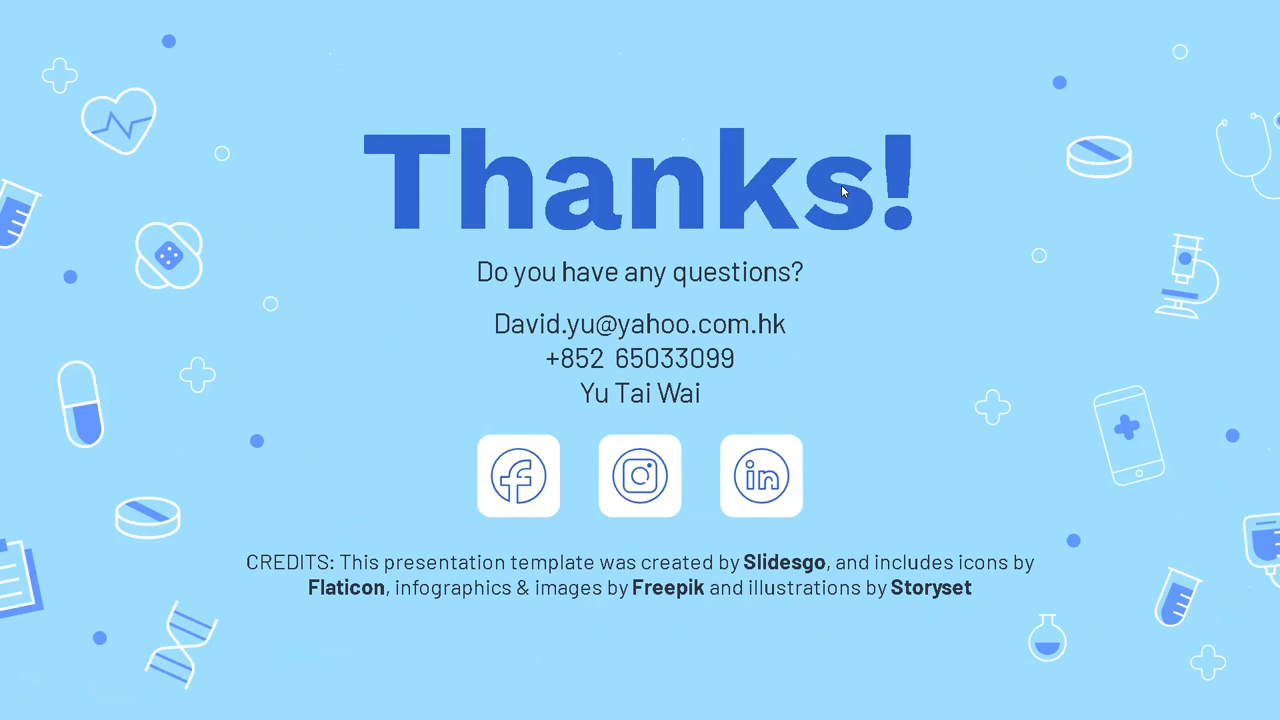 Thanks!
Do you have any questions?
David.yu@yahoo.com.hk
+852 65033099
Yu Tai Wai
CREDITS: This presentation template was created by Slidesgo, and includes icons by
Flaticon, infographics & images by Freepik and illustrations by Storyset